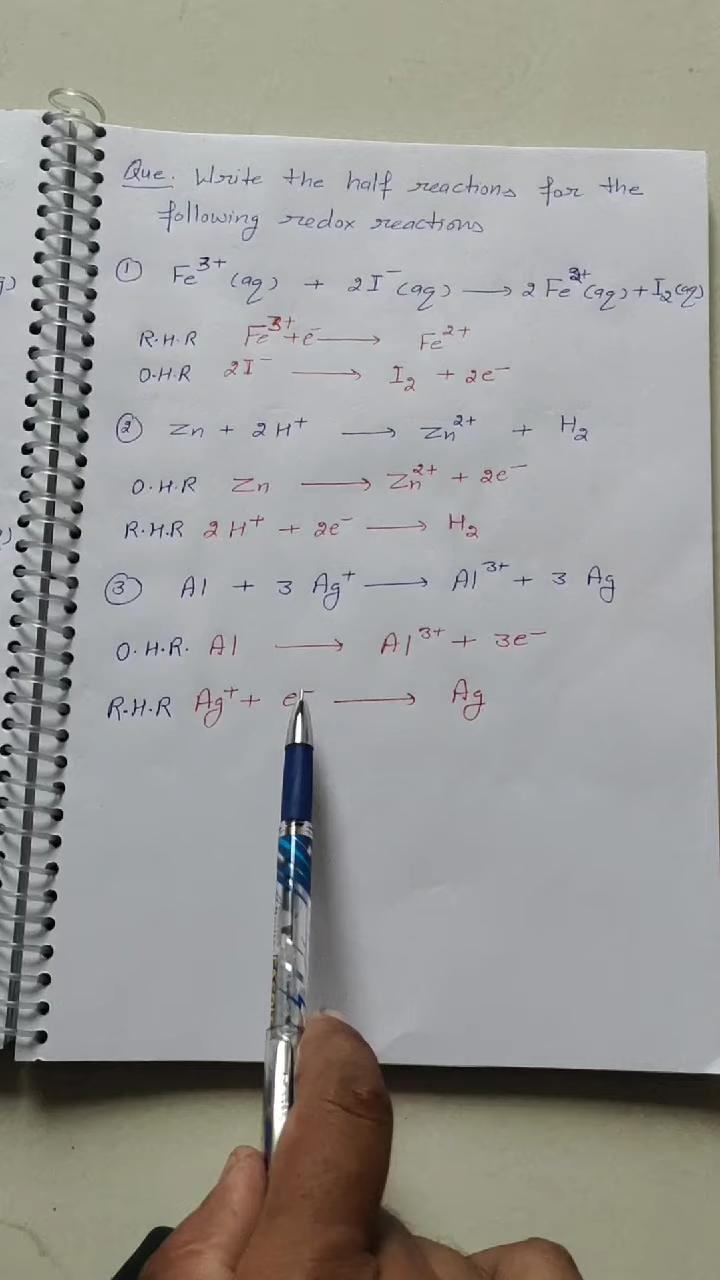 Que. Write the half reactions for the
following redox reactions
① Fe³⁺(aq) + 2I⁻(aq) ⟶ 2Fe²⁺(aq) + I₂(aq)
R.H.R Fe³⁺ + e⁻ ⟶ Fe²⁺
O.H.R 2I⁻ ⟶ I₂ + 2e⁻
② Zn + 2H⁺ ⟶ Zn²⁺ + H₂
O.H.R Zn ⟶ Zn²⁺ + 2e⁻
R.H.R 2H⁺ + 2e⁻ ⟶ H₂
③ Al + 3 Ag⁺ ⟶ Al³⁺ + 3 Ag
O.H.R. Al ⟶ Al³⁺ + 3e⁻
R.H.R Ag⁺ + e⁻ ⟶ Ag